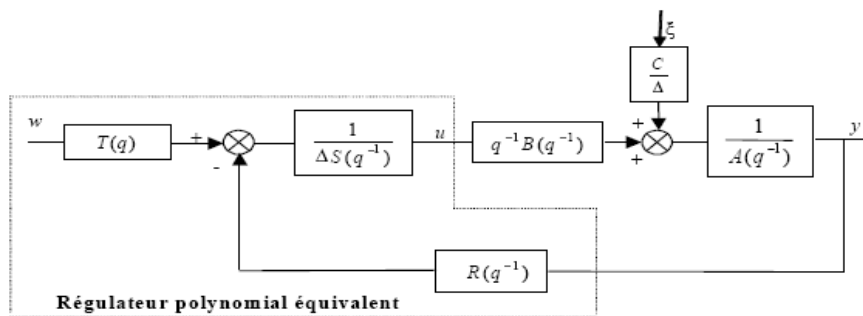 ξ
C
Δ
w
T(q)
+
-
1
ΔS(q⁻¹)
u
q⁻¹B(q⁻¹)
+
+
1
A(q⁻¹)
y
R(q⁻¹)
Régulateur polynomial équivalent